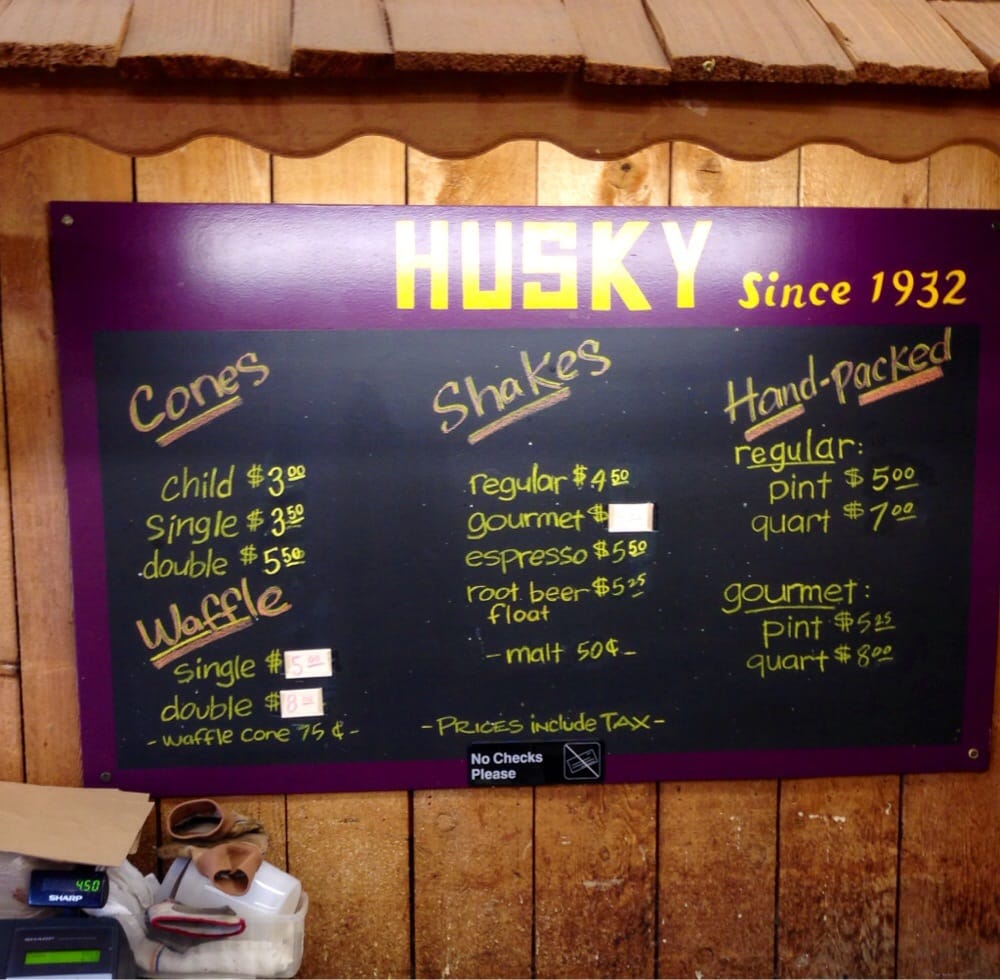 HUSKY Since 1932
Cones
child $3.00
single $3.50
double $5.50
Waffle
single $5.00
double $8
-waffle cone 75¢-
Shakes
regular $4.50
gourmet $
espresso $5.50
root beer $5.25
float
-malt 50¢-
-PRICES include TAX-
Hand-packed
regular:
pint $5.00
quart $7.00
gourmet:
pint $5.25
quart $8.00
No Checks
Please
4.50
SHARP
SHARP